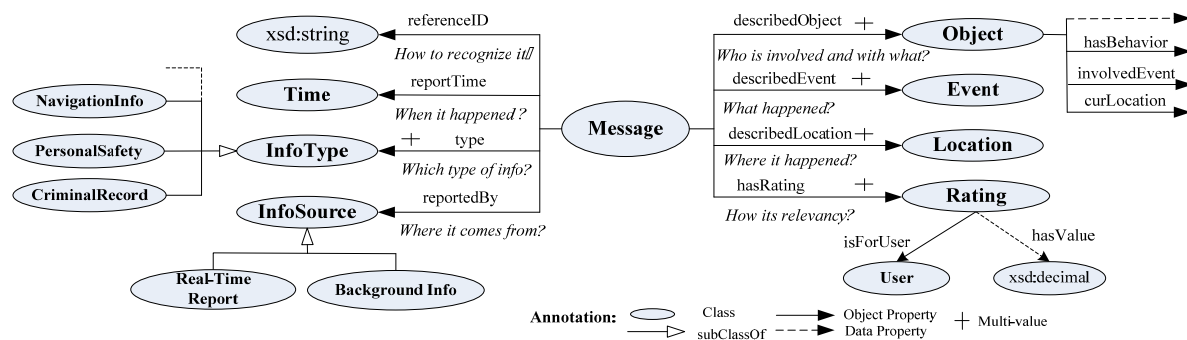 xsd:string
referenceID
How to recognize it
Time
reportTime
When it happened ?
NavigationInfo
PersonalSafety
CriminalRecord
InfoType
type
Which type of info?
InfoSource
reportedBy
Where it comes from?
Real-Time
Report
Background Info
Message
describedObject
Who is involved and with what?
describedEvent
What happened?
describedLocation
Where it happened?
hasRating
How its relevancy?
Object
hasBehavior
involvedEvent
curLocation
Event
Location
Rating
isForUser
hasValue
User
xsd:decimal
Annotation:
Class
Object Property
Multi-value
subClassOf
Data Property